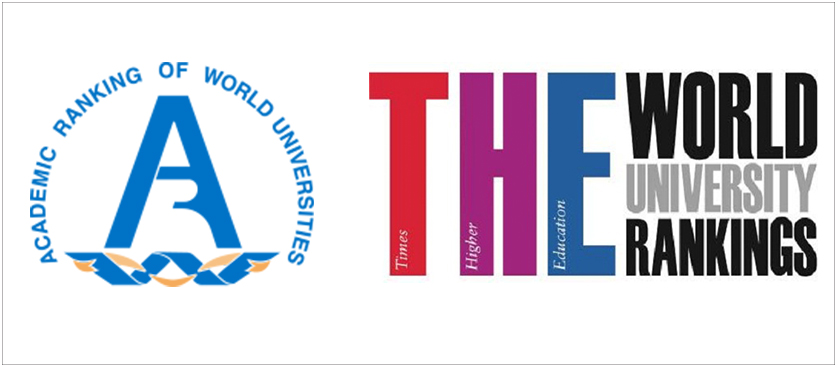 ACADEMIC RANKING OF WORLD UNIVERSITIES
A
THE
Times
Higher
Education
WORLD
UNIVERSITY
RANKINGS